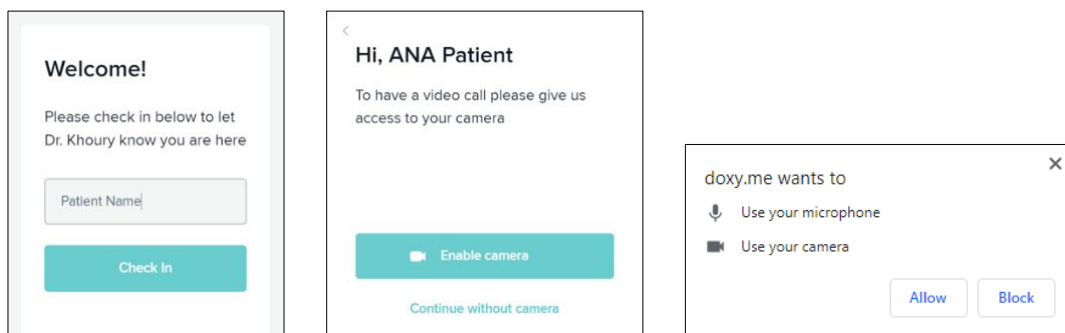 Welcome!
Please check in below to let
Dr. Khoury know you are here
Patient Name
Check In
Hi, ANA Patient
To have a video call please give us
access to your camera
Enable camera
Continue without camera
doxy.me wants to
Use your microphone
Use your camera
Allow
Block